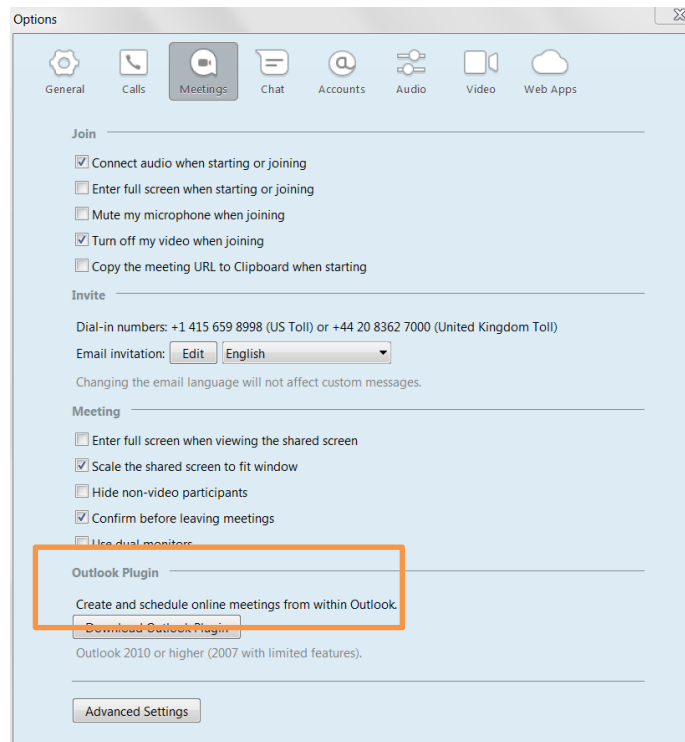 Options
General Calls Meetings Chat Accounts Audio Video Web Apps
Join
Connect audio when starting or joining
Enter full screen when starting or joining
Mute my microphone when joining
Turn off my video when joining
Copy the meeting URL to Clipboard when starting
Invite
Dial-in numbers: +1 415 659 8998 (US Toll) or +44 20 8362 7000 (United Kingdom Toll)
Email invitation: Edit English
Changing the email language will not affect custom messages.
Meeting
Enter full screen when viewing the shared screen
Scale the shared screen to fit window
Hide non-video participants
Confirm before leaving meetings
Use dual monitors
Outlook Plugin
Create and schedule online meetings from within Outlook.
Download Outlook Plugin
Outlook 2010 or higher (2007 with limited features).
Advanced Settings